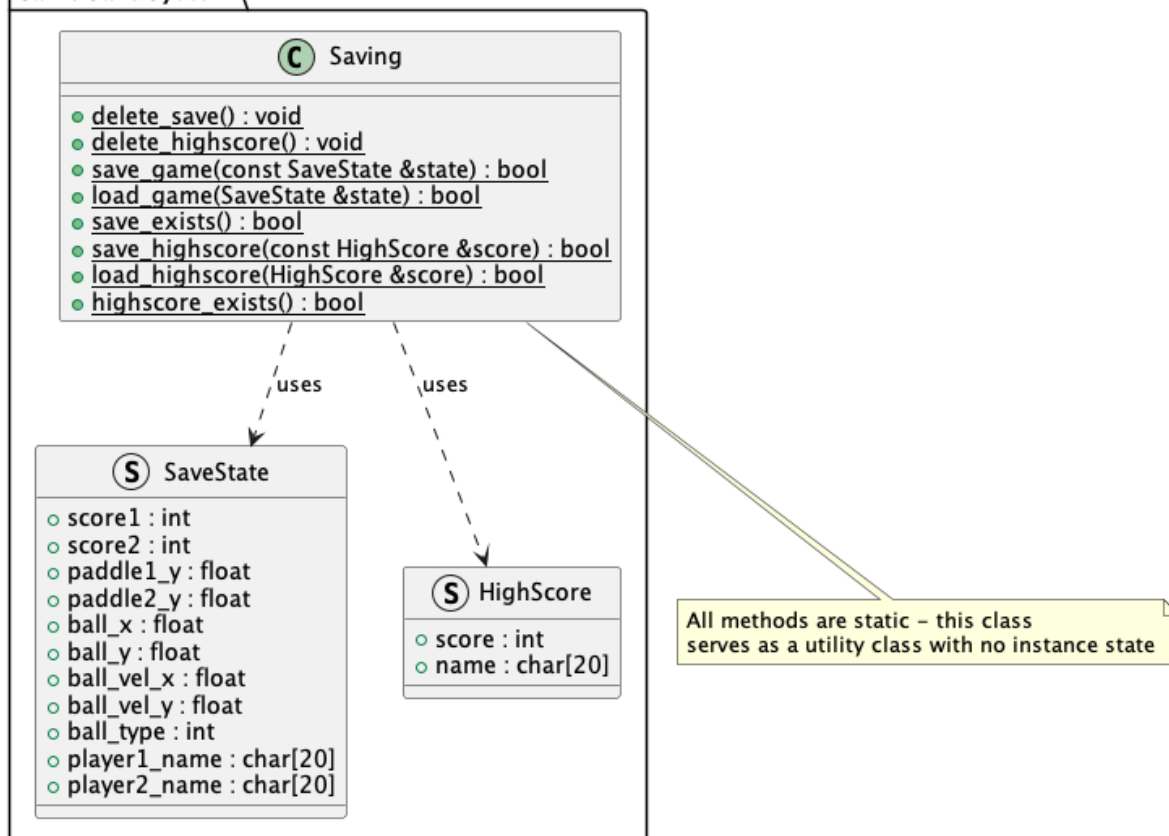 C Saving
delete_save() : void
delete_highscore() : void
save_game(const SaveState &state) : bool
load_game(SaveState &state) : bool
save_exists() : bool
save_highscore(const HighScore &score) : bool
load_highscore(HighScore &score) : bool
highscore_exists() : bool
uses
uses
S SaveState
score1 : int
score2 : int
paddle1_y : float
paddle2_y : float
ball_x : float
ball_y : float
ball_vel_x : float
ball_vel_y : float
ball_type : int
player1_name : char[20]
player2_name : char[20]
S HighScore
score : int
name : char[20]
All methods are static – this class
serves as a utility class with no instance state